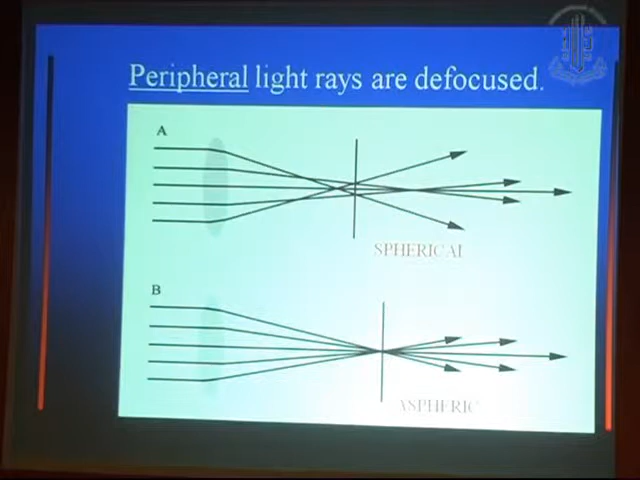 Peripheral light rays are defocused.
A
SPHERICAL
B
ASPHERIC